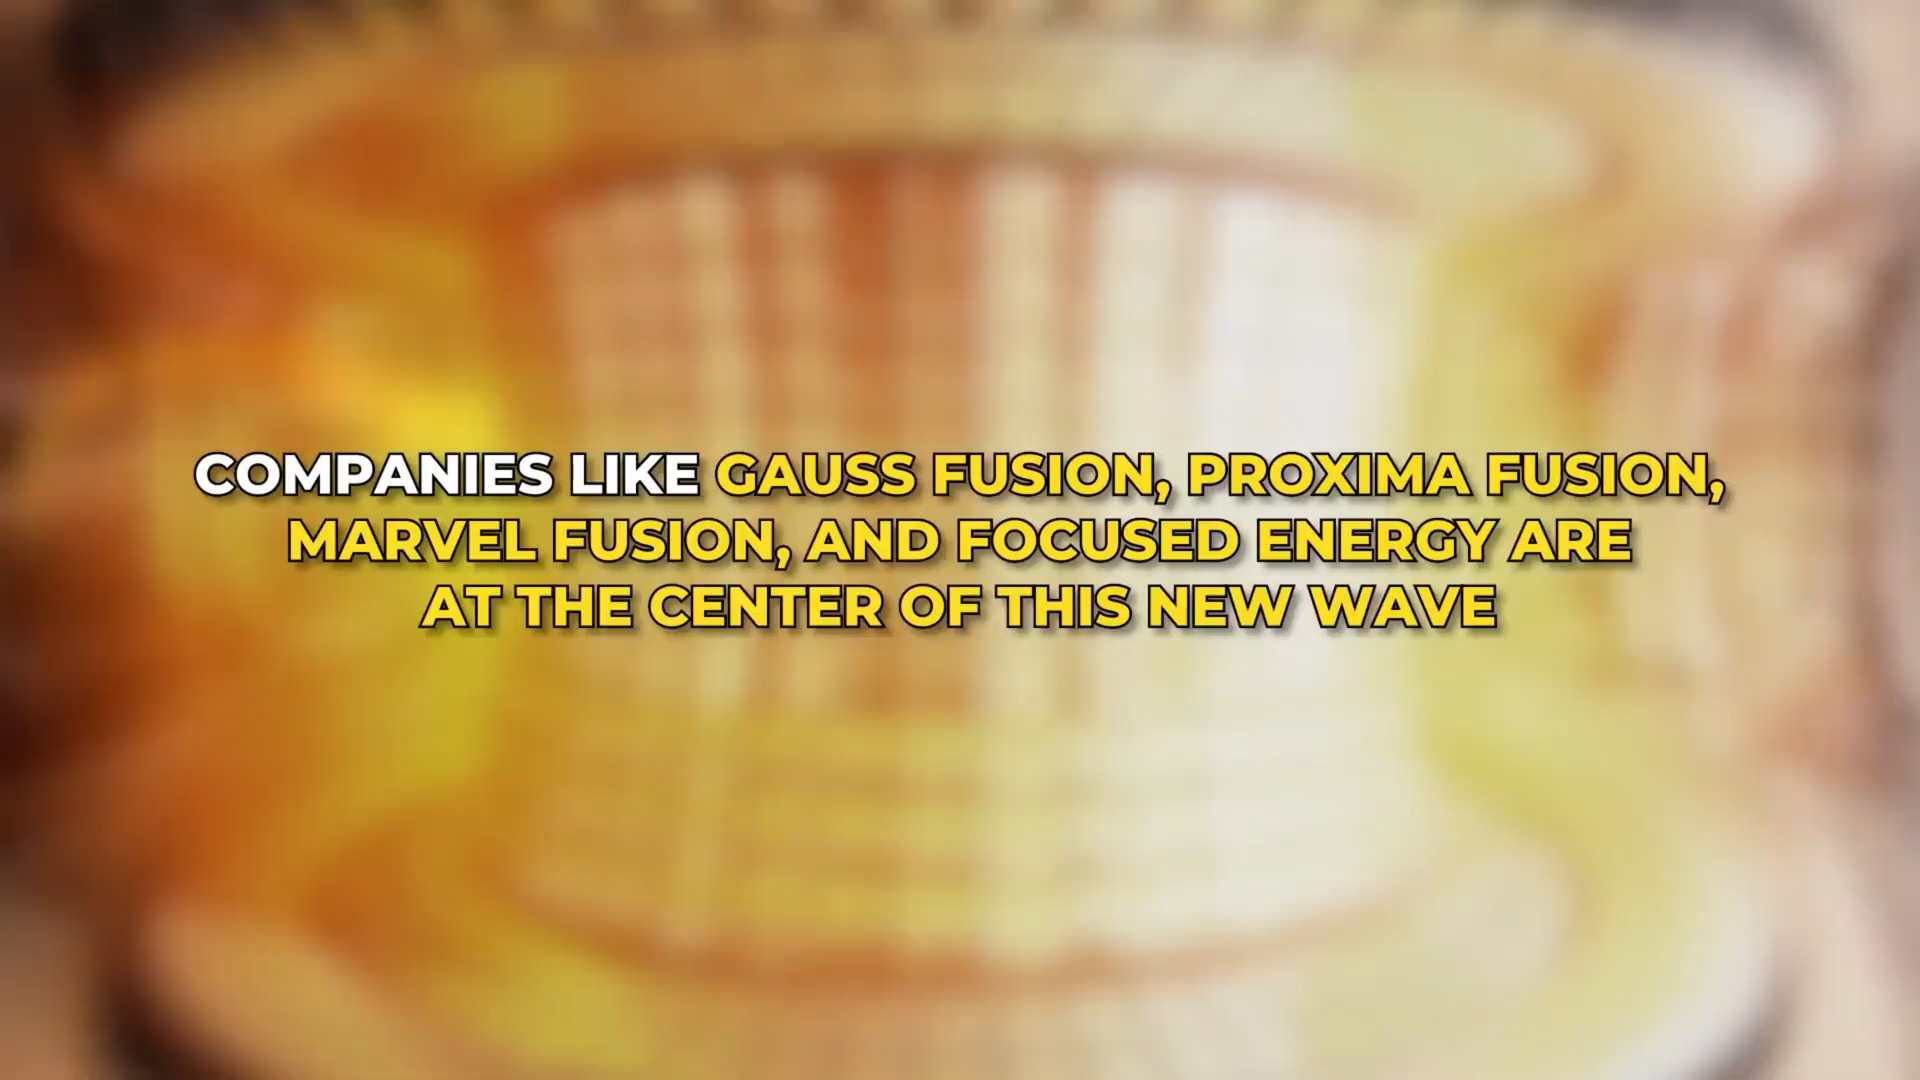 COMPANIES LIKE GAUSS FUSION, PROXIMA FUSION,
MARVEL FUSION, AND FOCUSED ENERGY ARE
AT THE CENTER OF THIS NEW WAVE